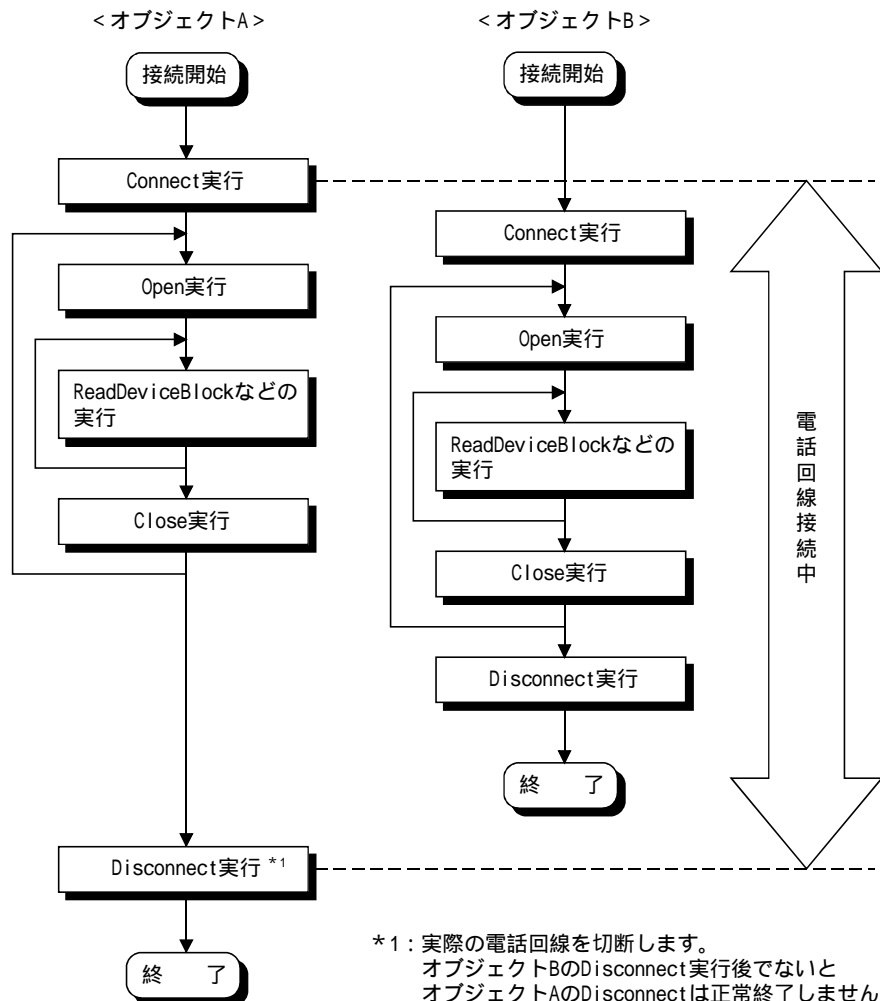 <オブジェクトA>
接続開始
Connect実行
Open実行
ReadDeviceBlockなどの
実行
Close実行
Disconnect実行 *1
終　了
<オブジェクトB>
接続開始
Connect実行
Open実行
ReadDeviceBlockなどの
実行
Close実行
Disconnect実行
終　了
電話回線接続中
*1：実際の電話回線を切断します。
オブジェクトBのDisconnect実行後でないと
オブジェクトAのDisconnectは正常終了しません